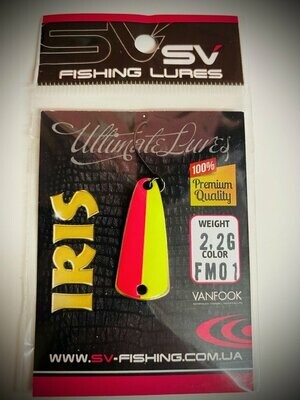 SV SV
FISHING LURES
Ultimate Lures
100%
Premium
Quality
IRIS
WEIGHT
2,2G
COLOR
FM01
VANFOOK
WWW.SV-FISHING.COM.UA